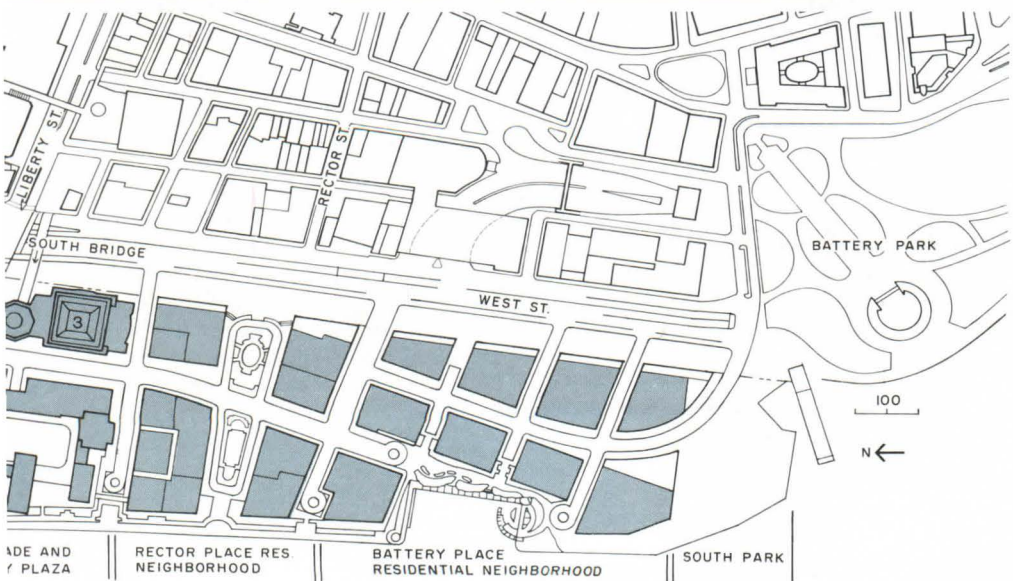 LIBERTY ST.
RECTOR ST.
SOUTH BRIDGE
BATTERY PARK
WEST ST.
3
100
N
ADE AND
Y PLAZA
RECTOR PLACE RES.
NEIGHBORHOOD
BATTERY PLACE
RESIDENTIAL NEIGHBORHOOD
SOUTH PARK